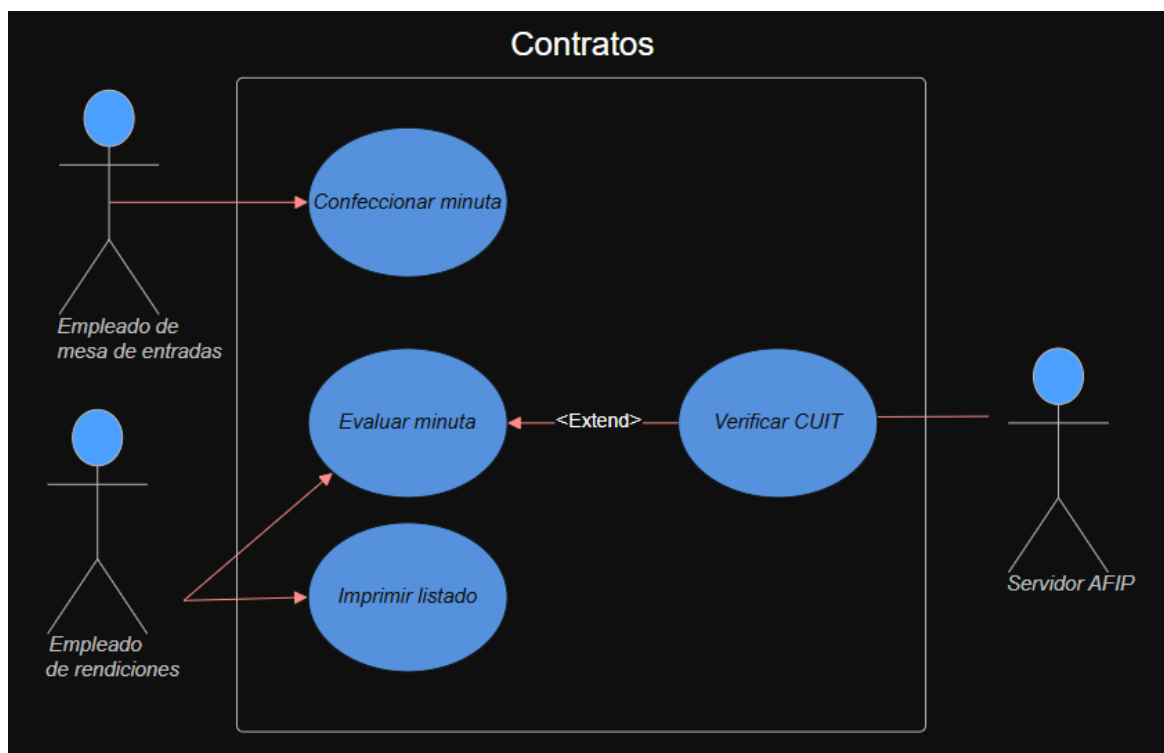 Contratos
Confeccionar minuta
Empleado de
mesa de entradas
Evaluar minuta
<Extend>
Verificar CUIT
Imprimir listado
Servidor AFIP
Empleado
de rendiciones